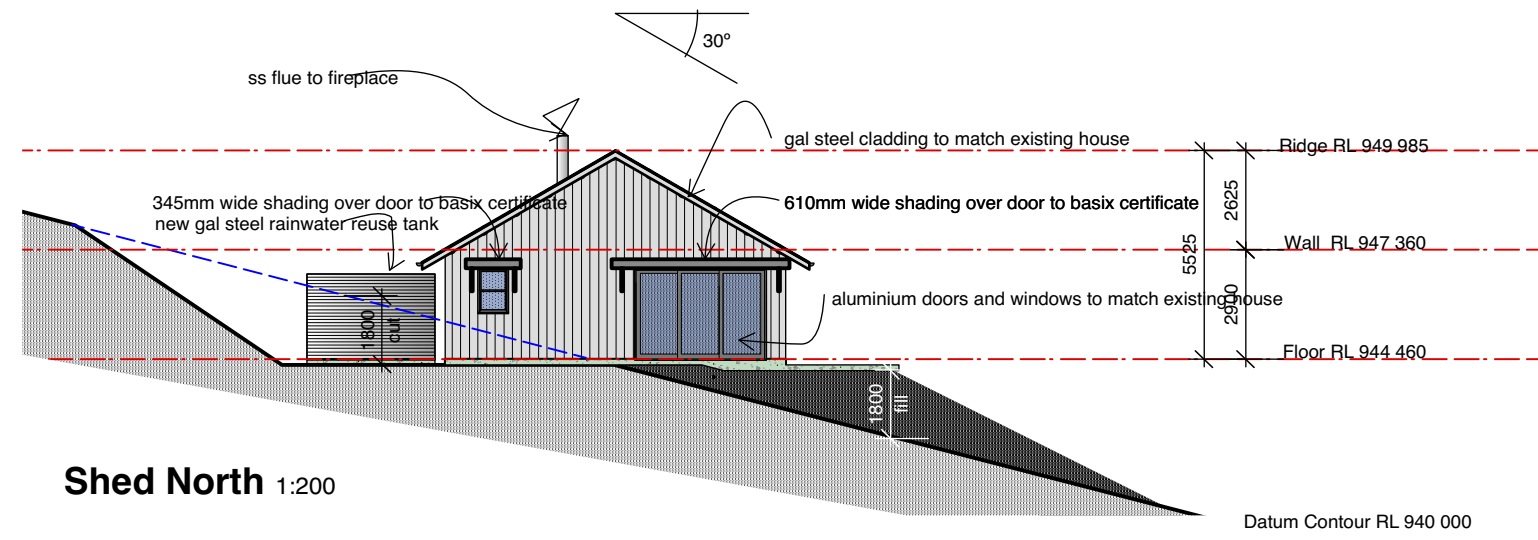 30º
ss flue to fireplace
gal steel cladding to match existing house
Ridge RL 949 985
345mm wide shading over door to basix certificate
610mm wide shading over door to basix certificate
2625
new gal steel rainwater reuse tank
Wall RL 947 360
5525
2900
aluminium doors and windows to match existing house
1800
cut
Floor RL 944 460
1800
fill
Shed North 1:200
Datum Contour RL 940 000